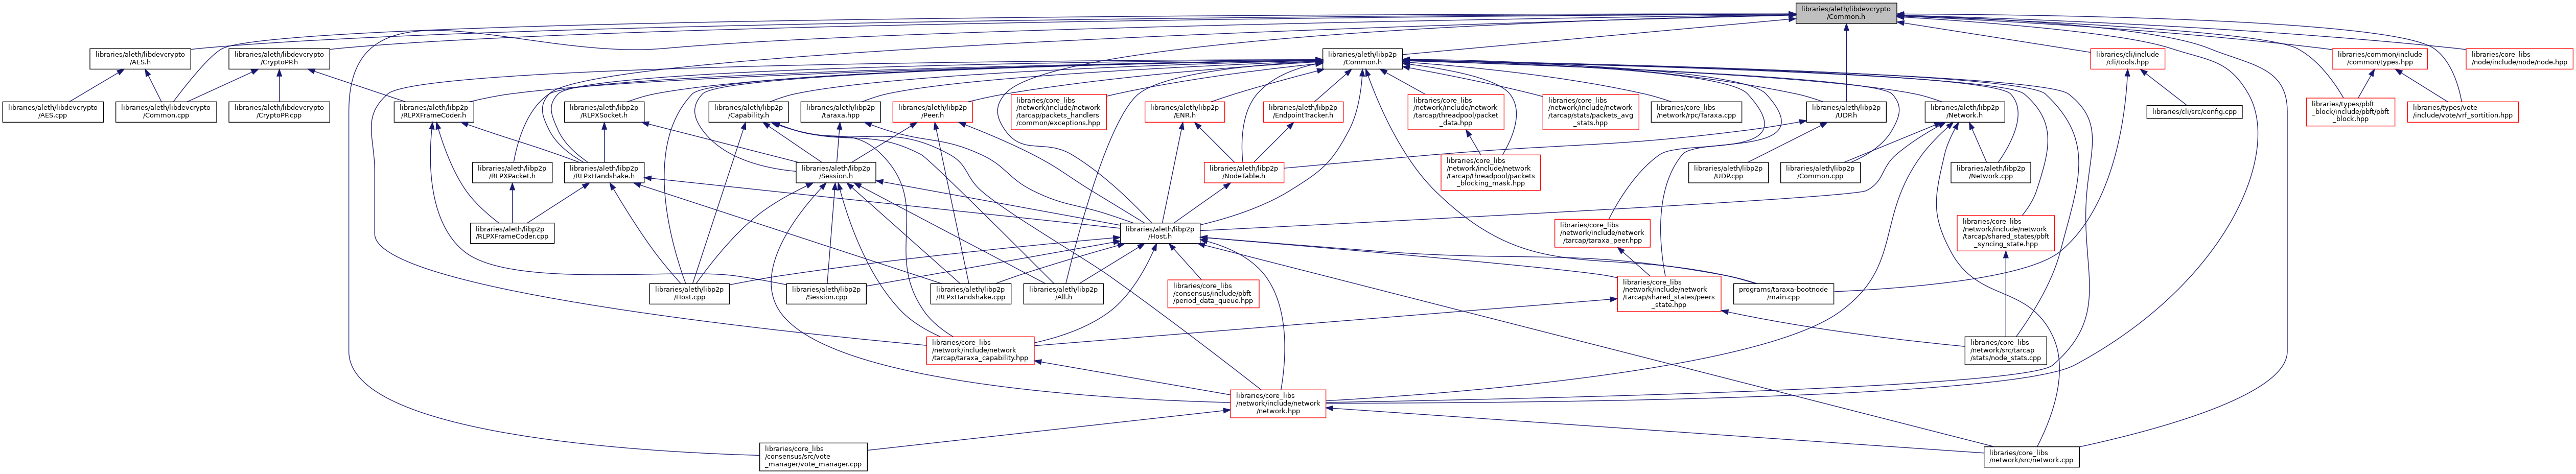 libraries/aleth/libdevcrypto
/Common.h
libraries/aleth/libdevcrypto
/AES.h
libraries/aleth/libdevcrypto
/CryptoPP.h
libraries/aleth/libp2p
/Common.h
libraries/cli/include
/cli/tools.hpp
libraries/common/include
/common/types.hpp
libraries/core_libs
/node/include/node/node.hpp
libraries/aleth/libdevcrypto
/AES.cpp
libraries/aleth/libdevcrypto
/Common.cpp
libraries/aleth/libdevcrypto
/CryptoPP.cpp
libraries/aleth/libp2p
/RLPXFrameCoder.h
libraries/aleth/libp2p
/RLPXSocket.h
libraries/aleth/libp2p
/Capability.h
libraries/aleth/libp2p
/taraxa.hpp
libraries/aleth/libp2p
/Peer.h
libraries/core_libs
/network/include/network
/tarcap/packets_handlers
/common/exceptions.hpp
libraries/aleth/libp2p
/ENR.h
libraries/aleth/libp2p
/EndpointTracker.h
libraries/core_libs
/network/include/network
/tarcap/threadpool/packet
_data.hpp
libraries/core_libs
/network/include/network
/tarcap/stats/packets_avg
_stats.hpp
libraries/core_libs
/network/rpc/Taraxa.cpp
libraries/aleth/libp2p
/UDP.h
libraries/aleth/libp2p
/Network.h
libraries/cli/src/config.cpp
libraries/types/pbft
_block/include/pbft/pbft
_block.hpp
libraries/types/vote
/include/vote/vrf_sortition.hpp
libraries/aleth/libp2p
/RLPXPacket.h
libraries/aleth/libp2p
/RLPxHandshake.h
libraries/aleth/libp2p
/Session.h
libraries/aleth/libp2p
/NodeTable.h
libraries/core_libs
/network/include/network
/tarcap/threadpool/packets
_blocking_mask.hpp
libraries/aleth/libp2p
/UDP.cpp
libraries/aleth/libp2p
/Common.cpp
libraries/aleth/libp2p
/Network.cpp
libraries/aleth/libp2p
/RLPXFrameCoder.cpp
libraries/aleth/libp2p
/Host.h
libraries/core_libs
/network/include/network
/tarcap/taraxa_peer.hpp
libraries/core_libs
/network/include/network
/tarcap/shared_states/pbft
_syncing_state.hpp
libraries/aleth/libp2p
/Host.cpp
libraries/aleth/libp2p
/Session.cpp
libraries/aleth/libp2p
/RLPxHandshake.cpp
libraries/aleth/libp2p
/All.h
libraries/core_libs
/consensus/include/pbft
/period_data_queue.hpp
libraries/core_libs
/network/include/network
/tarcap/shared_states/peers
_state.hpp
programs/taraxa-bootnode
/main.cpp
libraries/core_libs
/network/include/network
/tarcap/taraxa_capability.hpp
libraries/core_libs
/network/src/tarcap
/stats/node_stats.cpp
libraries/core_libs
/network/include/network
/network.hpp
libraries/core_libs
/consensus/src/vote
_manager/vote_manager.cpp
libraries/core_libs
/network/src/network.cpp